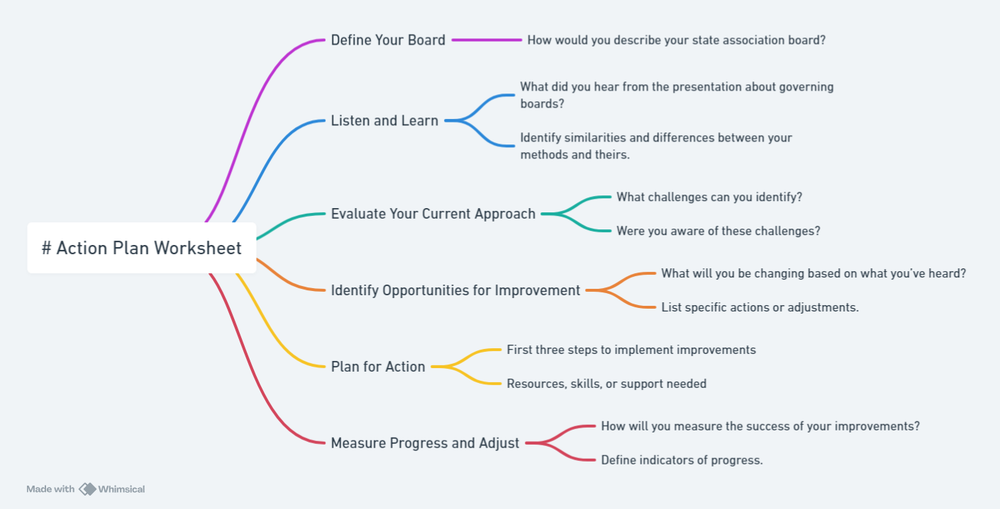 # Action Plan Worksheet
Define Your Board
How would you describe your state association board?
Listen and Learn
What did you hear from the presentation about governing
boards?
Identify similarities and differences between your
methods and theirs.
Evaluate Your Current Approach
What challenges can you identify?
Were you aware of these challenges?
Identify Opportunities for Improvement
What will you be changing based on what you've heard?
List specific actions or adjustments.
Plan for Action
First three steps to implement improvements
Resources, skills, or support needed
Measure Progress and Adjust
How will you measure the success of your improvements?
Define indicators of progress.
Made with Whimsical